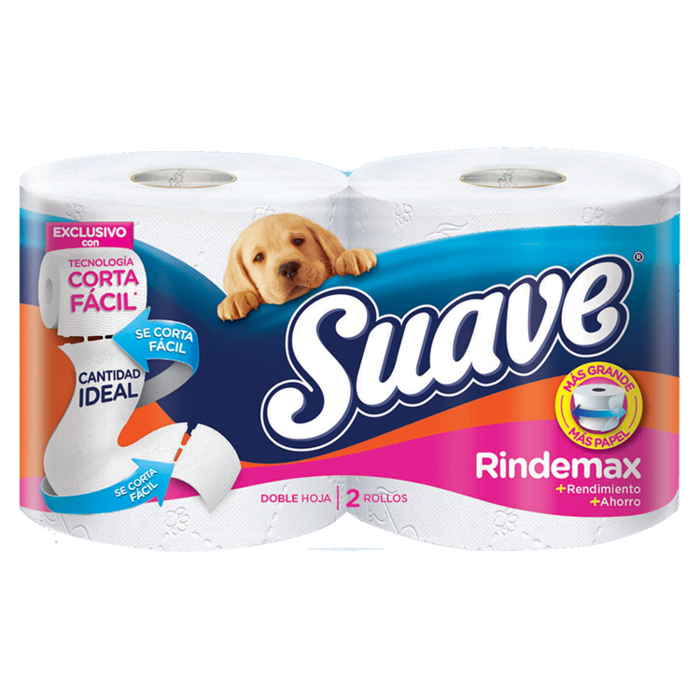 EXCLUSIVO
con
TECNOLOGÍA
CORTA
FÁCIL
SE CORTA
FÁCIL
CANTIDAD
IDEAL
SE CORTA
FÁCIL
Suave®
MÁS GRANDE
MÁS PAPEL
Rindemax
+Rendimiento
+Ahorro
DOBLE HOJA | 2 ROLLOS